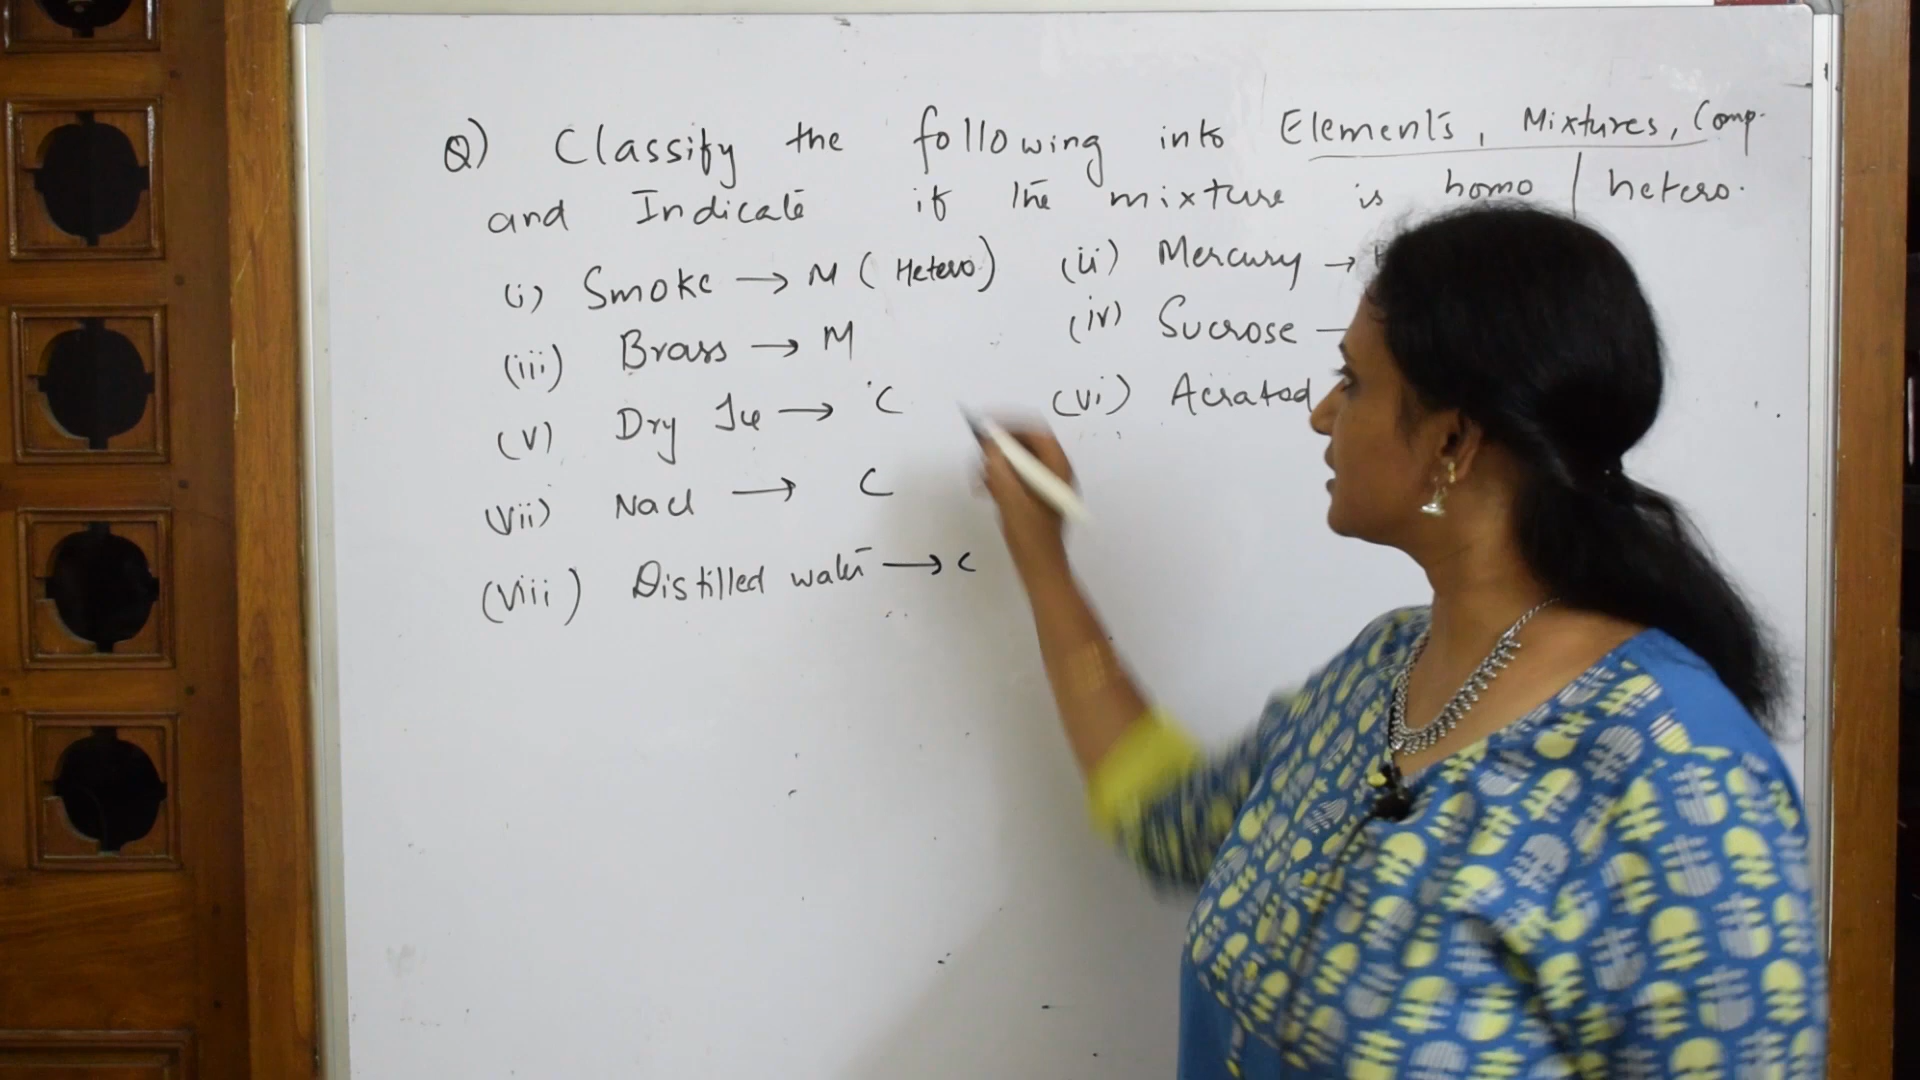 Q) Classify the following into Elements, Mixtures, Comp.
and Indicate if the mixture is homo / hetero.
(i) Smoke → M (Hetero) (ii) Mercury →
(iii) Brass → M (iv) Sucrose –
(v) Dry Ice → C (vi) Aerated
(vii) NaCl → C
(viii) Distilled water → C